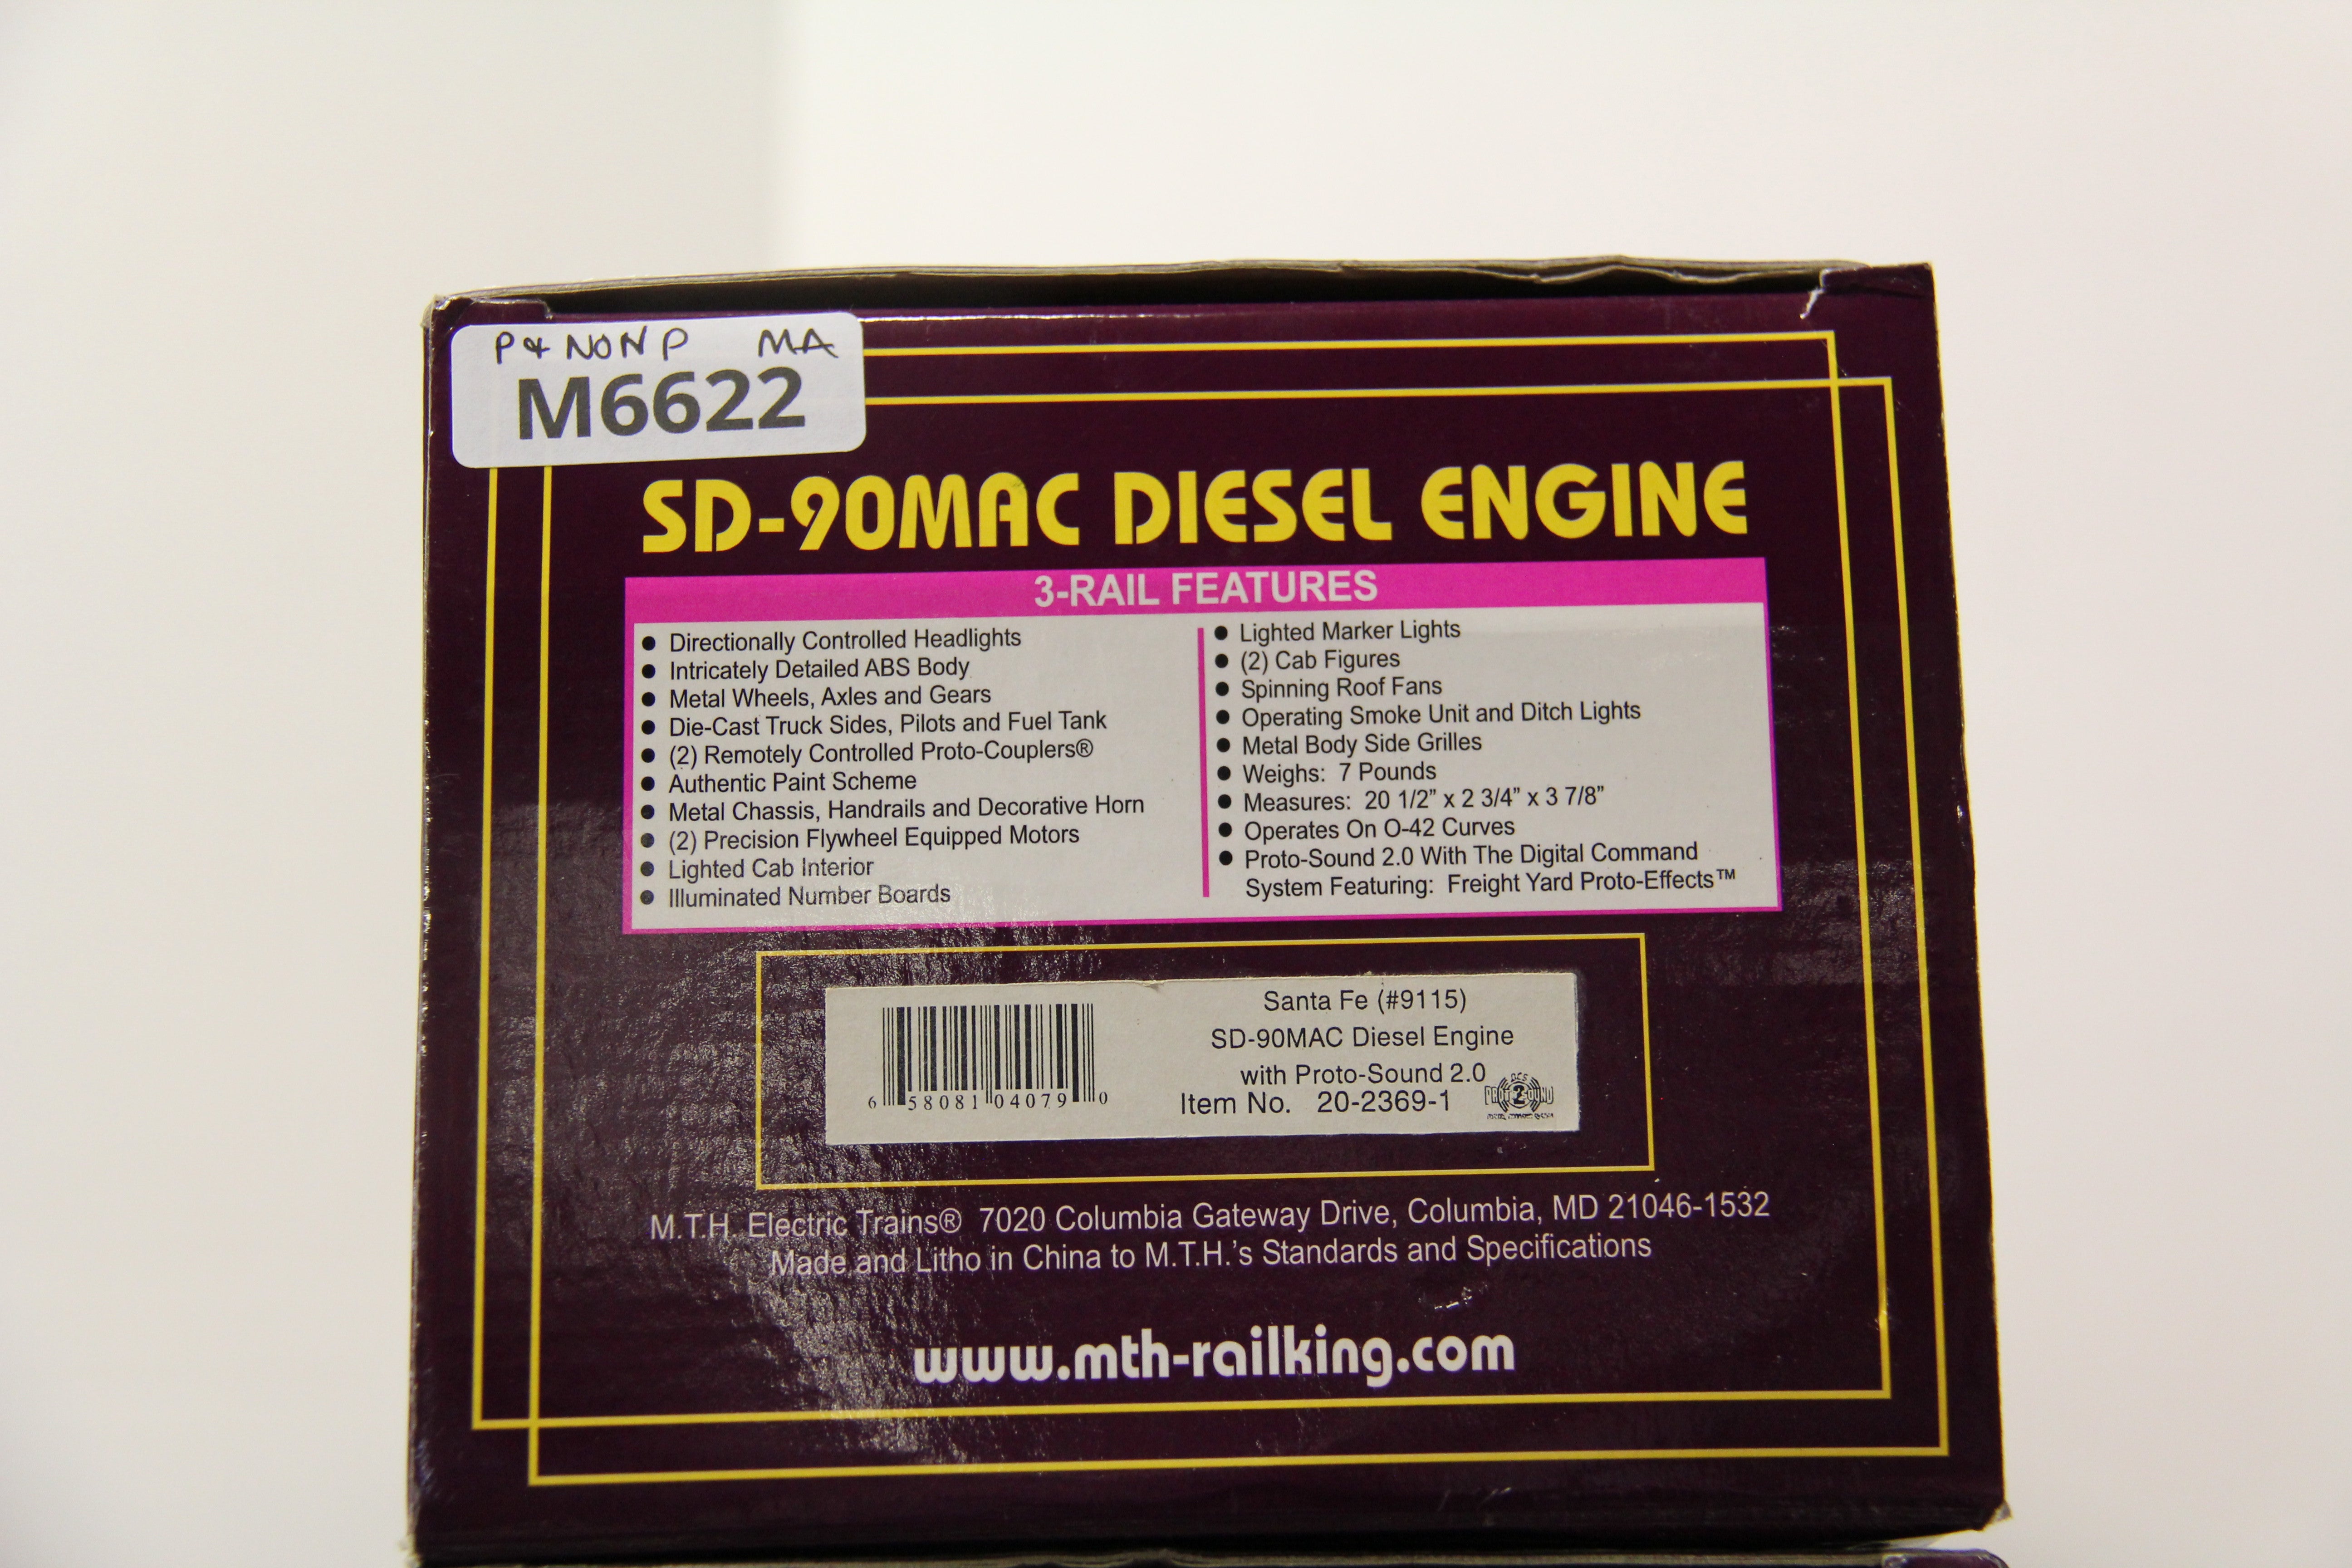 P & NON P MA
M6622
SD-90MAC DIESEL ENGINE
3-RAIL FEATURES
● Directionally Controlled Headlights
● Intricately Detailed ABS Body
● Metal Wheels, Axles and Gears
● Die-Cast Truck Sides, Pilots and Fuel Tank
● (2) Remotely Controlled Proto-Couplers®
● Authentic Paint Scheme
● Metal Chassis, Handrails and Decorative Horn
● (2) Precision Flywheel Equipped Motors
● Lighted Cab Interior
● Illuminated Number Boards
● Lighted Marker Lights
● (2) Cab Figures
● Spinning Roof Fans
● Operating Smoke Unit and Ditch Lights
● Metal Body Side Grilles
● Weighs: 7 Pounds
● Measures: 20 1/2” x 2 3/4” x 3 7/8”
● Operates On O-42 Curves
● Proto-Sound 2.0 With The Digital Command
System Featuring: Freight Yard Proto-Effects™
Santa Fe (#9115)
SD-90MAC Diesel Engine
with Proto-Sound 2.0
Item No. 20-2369-1
6 58081 04079 0
DCS
PROTO SOUND 2
M.T.H. Electric Trains® 7020 Columbia Gateway Drive, Columbia, MD 21046-1532
Made and Litho in China to M.T.H.’s Standards and Specifications
www.mth-railking.com